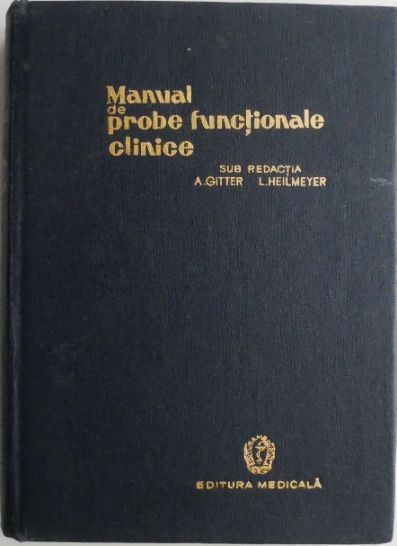 Manual
de
probe funcționale
clinice
SUB REDACȚIA
A.GITTER L.HEILMEYER
EDITURA MEDICALĂ